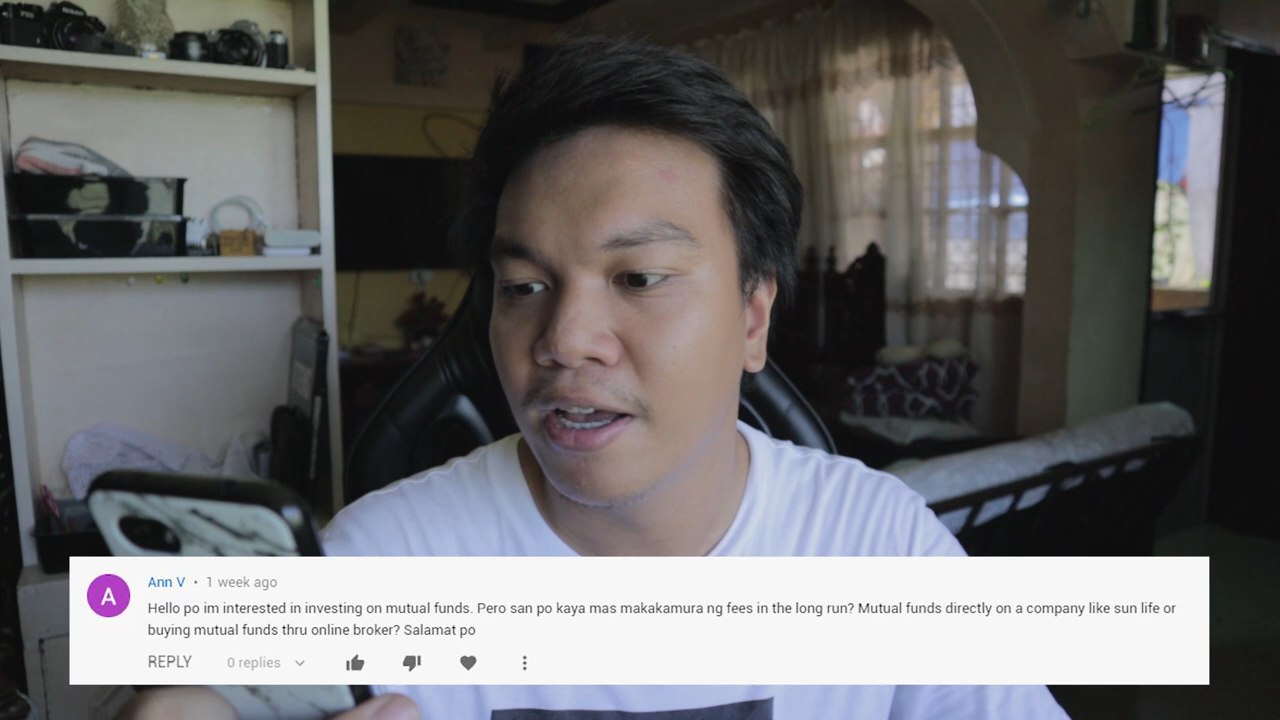 A
Ann V • 1 week ago
Hello po im interested in investing on mutual funds. Pero san po kaya mas makakamura ng fees in the long run? Mutual funds directly on a company like sun life or
buying mutual funds thru online broker? Salamat po
REPLY 0 replies